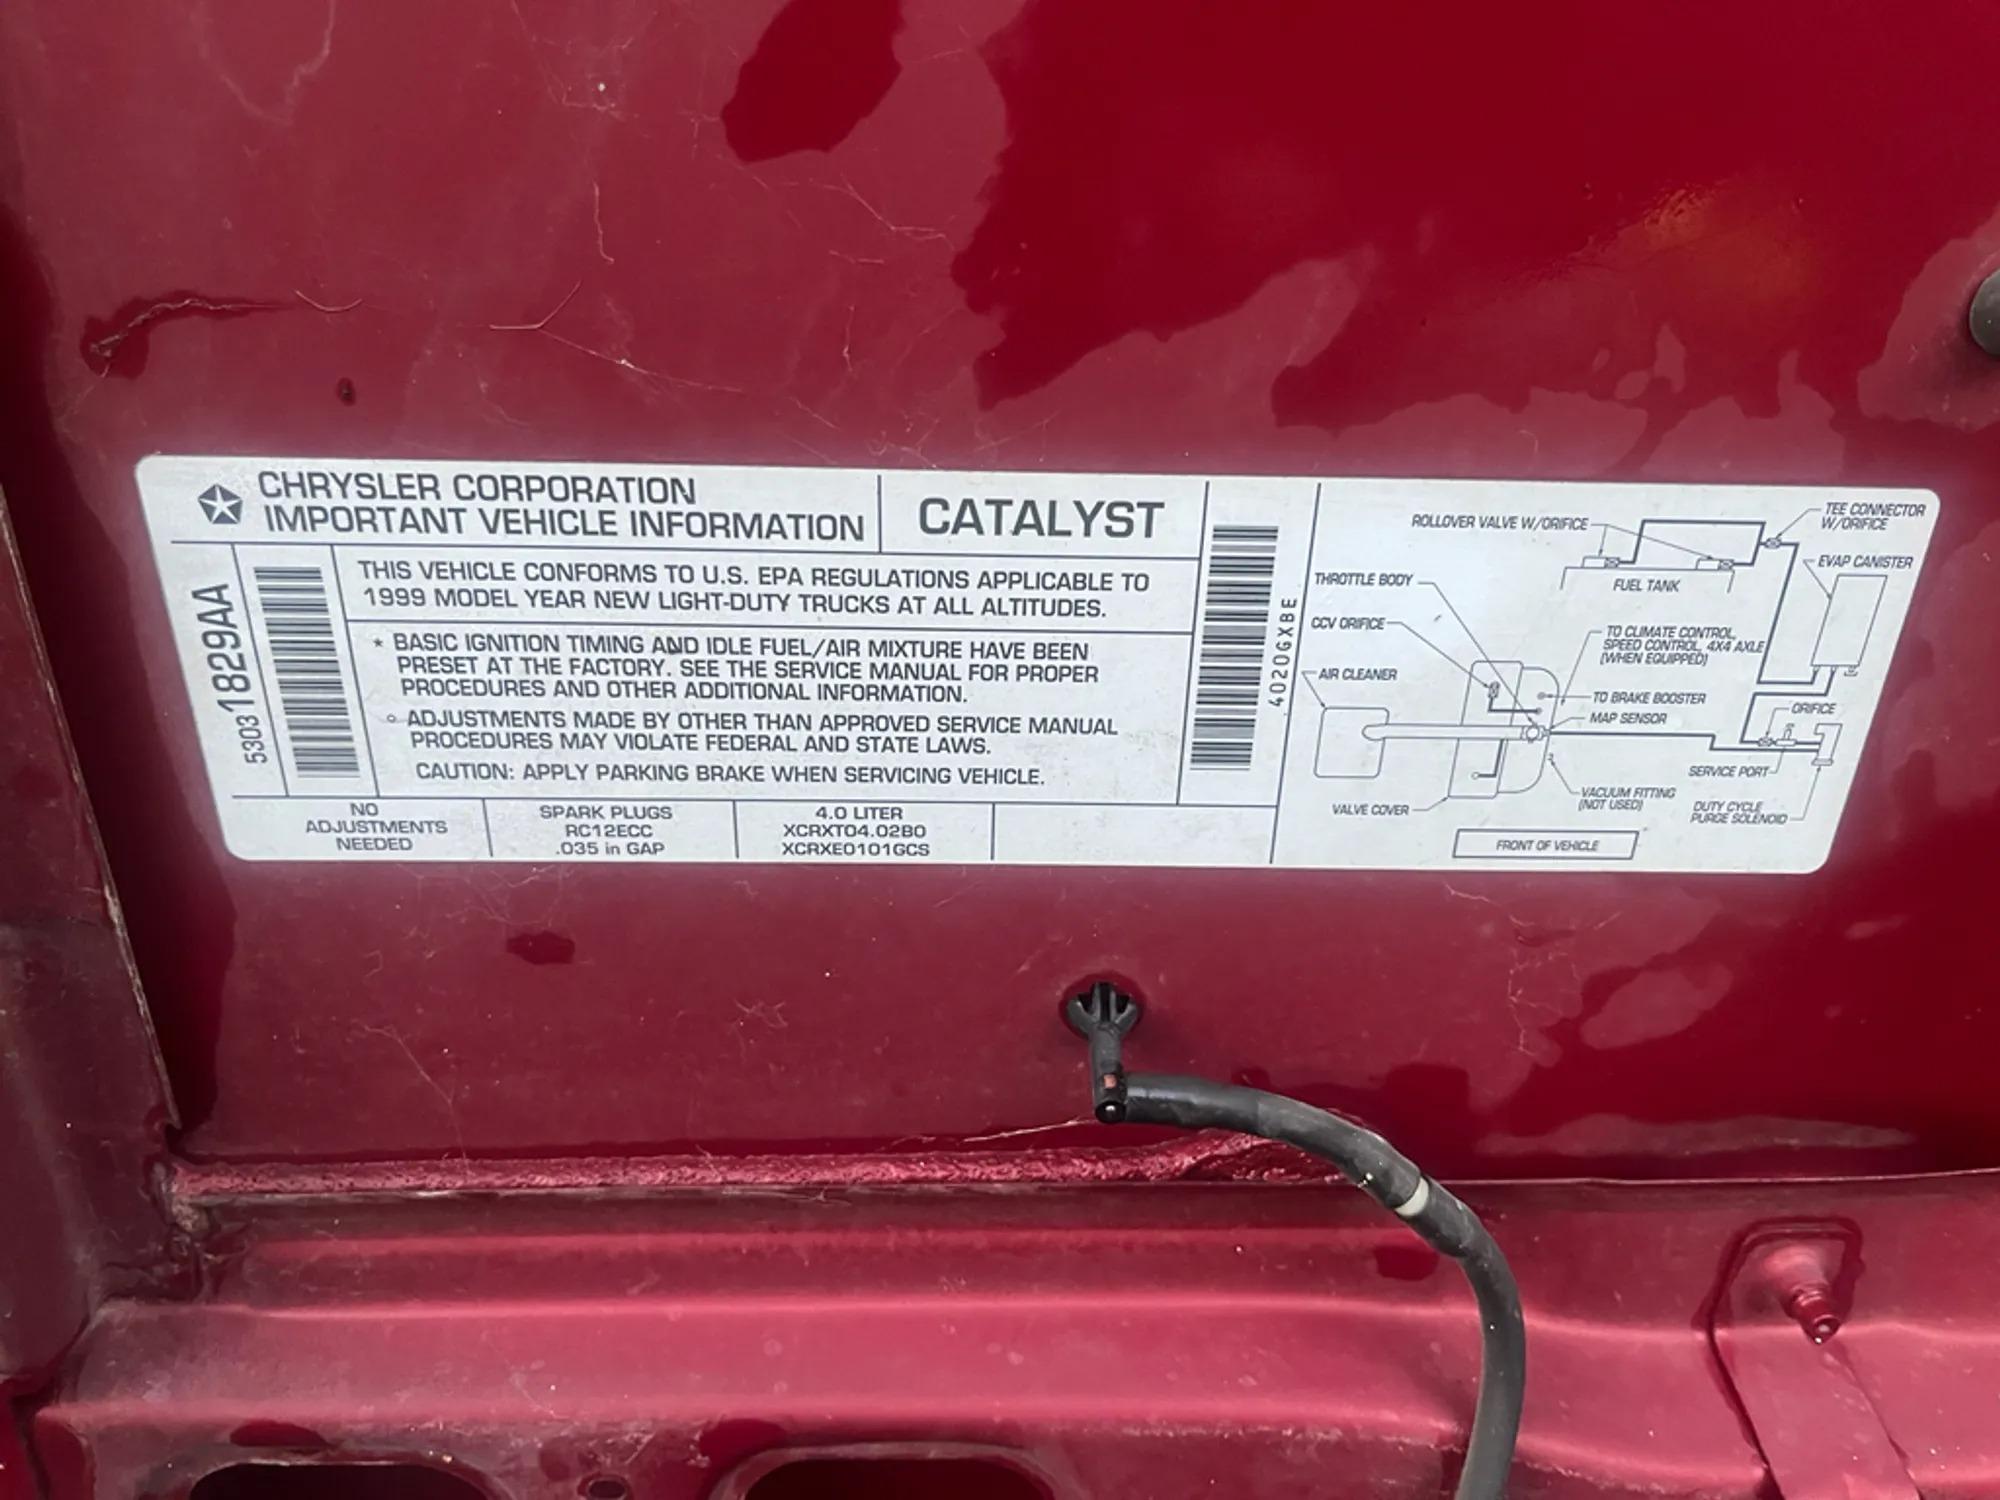 CHRYSLER CORPORATION
IMPORTANT VEHICLE INFORMATION
CATALYST
53031829AA
THIS VEHICLE CONFORMS TO U.S. EPA REGULATIONS APPLICABLE TO
1999 MODEL YEAR NEW LIGHT-DUTY TRUCKS AT ALL ALTITUDES.
* BASIC IGNITION TIMING AND IDLE FUEL/AIR MIXTURE HAVE BEEN
PRESET AT THE FACTORY. SEE THE SERVICE MANUAL FOR PROPER
PROCEDURES AND OTHER ADDITIONAL INFORMATION.
° ADJUSTMENTS MADE BY OTHER THAN APPROVED SERVICE MANUAL
PROCEDURES MAY VIOLATE FEDERAL AND STATE LAWS.
CAUTION: APPLY PARKING BRAKE WHEN SERVICING VEHICLE.
NO
ADJUSTMENTS
NEEDED
SPARK PLUGS
RC12ECC
.035 in GAP
4.0 LITER
XCRXT04.02B0
XCRXE0101GCS
4020GXBE
ROLLOVER VALVE W/ORIFICE
TEE CONNECTOR
W/ORIFICE
EVAP CANISTER
FUEL TANK
THROTTLE BODY
CCV ORIFICE
AIR CLEANER
TO CLIMATE CONTROL,
SPEED CONTROL, 4X4 AXLE
(WHEN EQUIPPED)
TO BRAKE BOOSTER
MAP SENSOR
ORIFICE
SERVICE PORT
VACUUM FITTING
(NOT USED)
DUTY CYCLE
PURGE SOLENOID
VALVE COVER
FRONT OF VEHICLE